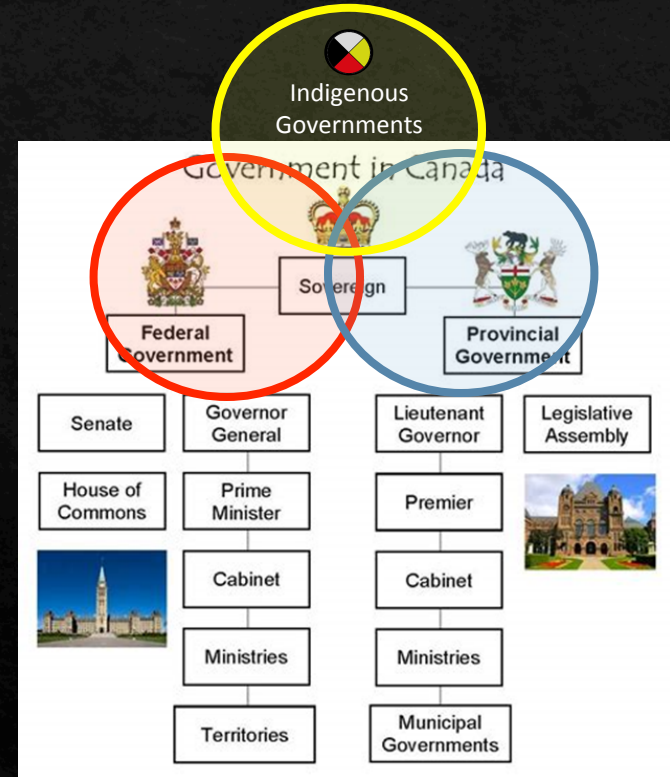 Indigenous
Governments
Government in Canada
Sovereign
Federal
Government
Provincial
Government
Senate
Governor
General
Lieutenant
Governor
Legislative
Assembly
House of
Commons
Prime
Minister
Premier
Cabinet
Cabinet
Ministries
Ministries
Territories
Municipal
Governments